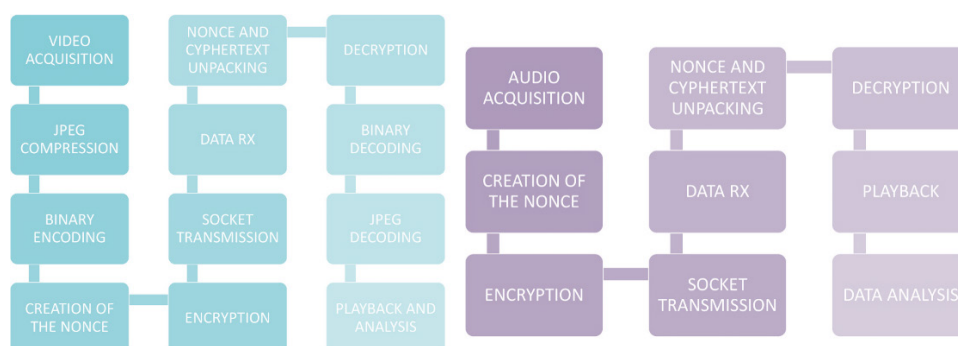 VIDEO
ACQUISITION
JPEG
COMPRESSION
BINARY
ENCODING
CREATION OF
THE NONCE
ENCRYPTION
SOCKET
TRANSMISSION
DATA RX
NONCE AND
CYPHERTEXT
UNPACKING
DECRYPTION
BINARY
DECODING
JPEG
DECODING
PLAYBACK AND
ANALYSIS
AUDIO
ACQUISITION
CREATION OF
THE NONCE
ENCRYPTION
SOCKET
TRANSMISSION
DATA RX
NONCE AND
CYPHERTEXT
UNPACKING
DECRYPTION
PLAYBACK
DATA ANALYSIS